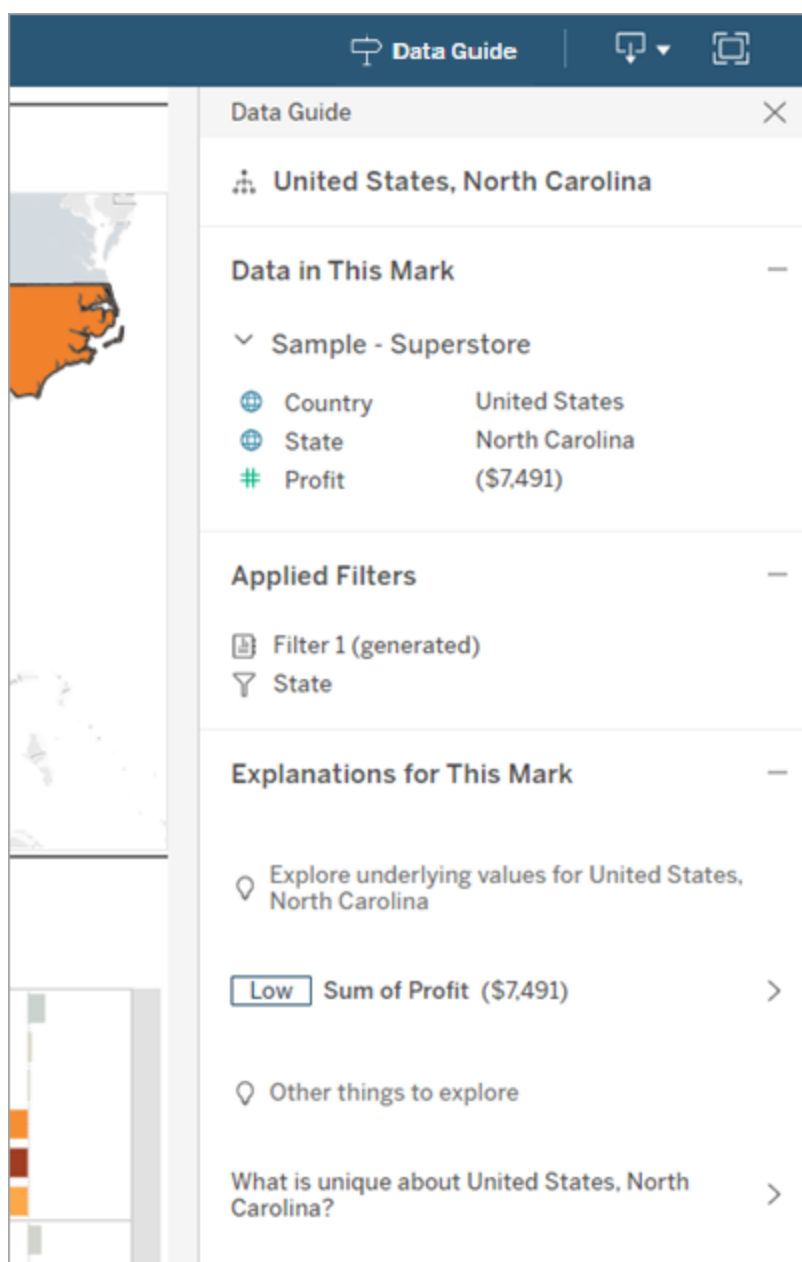 Data Guide
Data Guide
United States, North Carolina
Data in This Mark
Sample - Superstore
Country United States
State North Carolina
Profit ($7,491)
Applied Filters
Filter 1 (generated)
State
Explanations for This Mark
Explore underlying values for United States,
North Carolina
Low Sum of Profit ($7,491)
Other things to explore
What is unique about United States, North
Carolina?